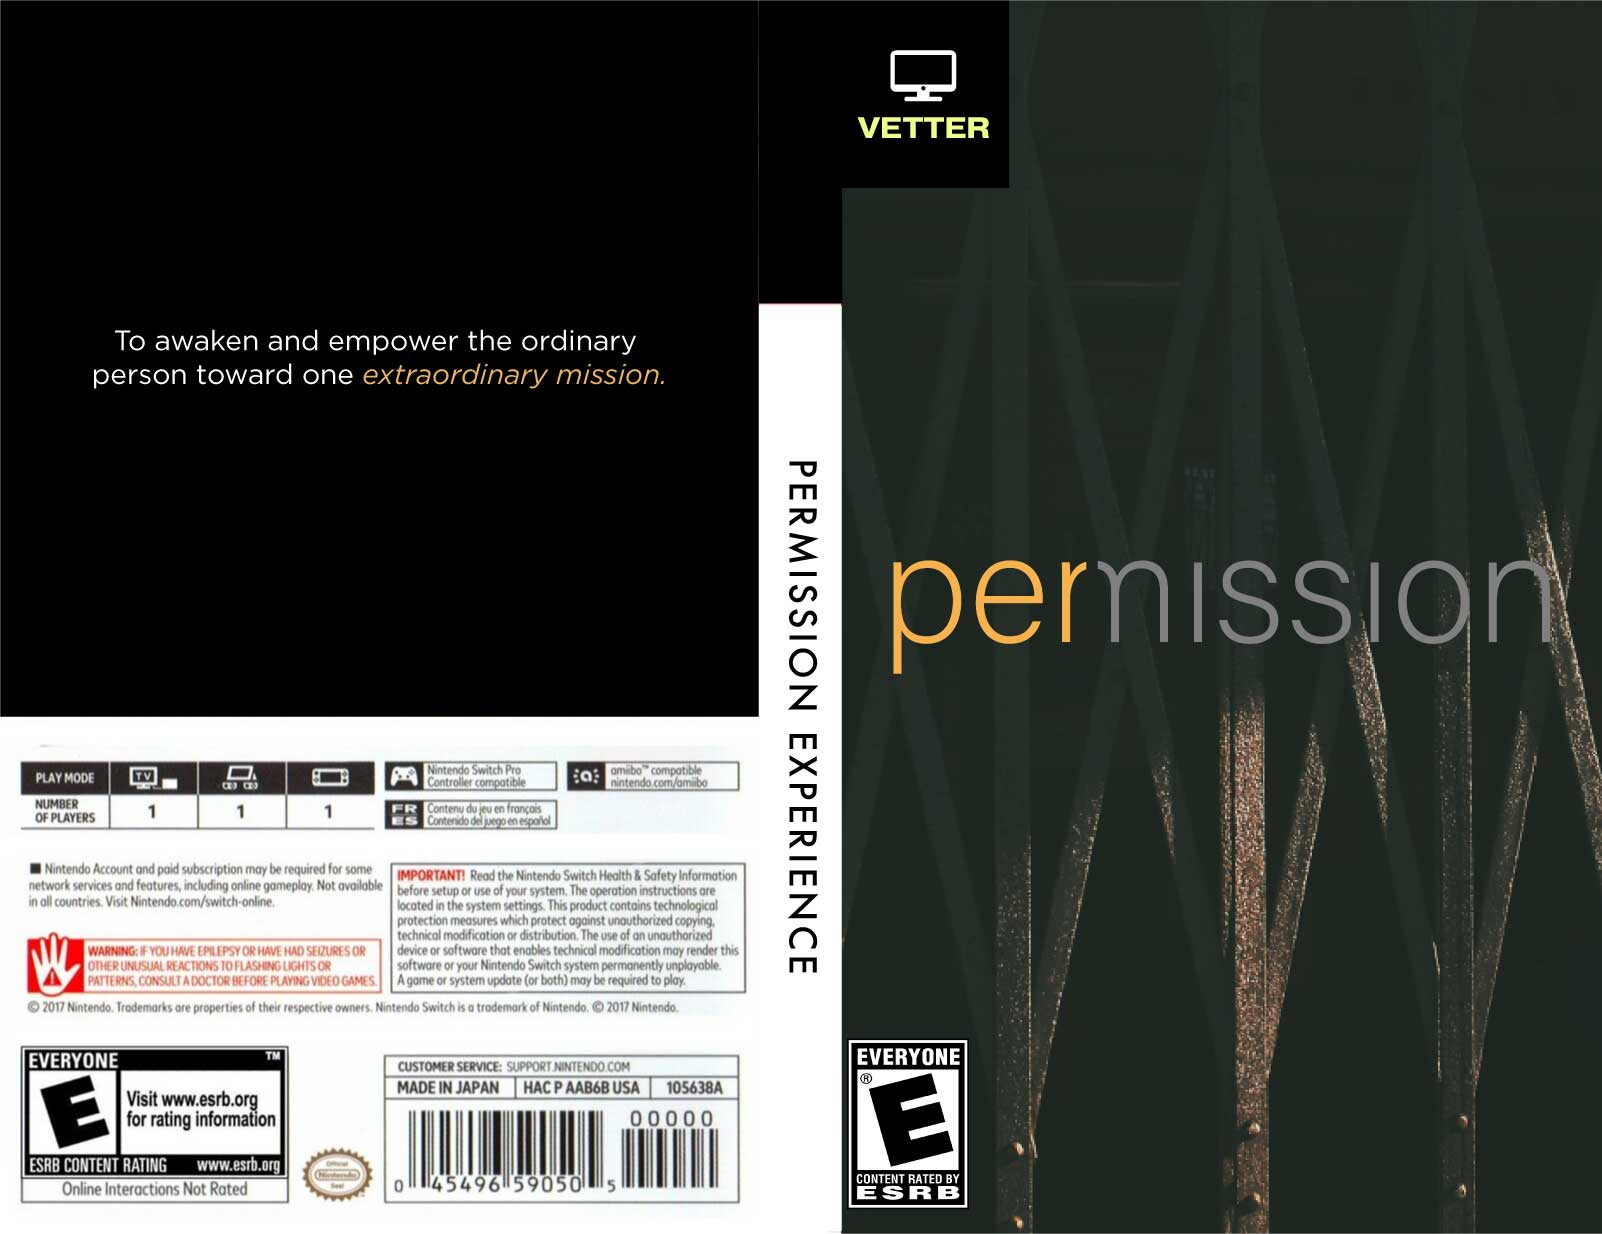 To awaken and empower the ordinary
person toward one extraordinary mission.
PLAY MODE
TV
NUMBER
OF PLAYERS
1
1
1
Nintendo Switch Pro
Controller compatible
amiibo™ compatible
nintendo.com/amiibo
FR
ES
Contenu du jeu en français
Contenido del juego en español
Nintendo Account and paid subscription may be required for some
network services and features, including online gameplay. Not available
in all countries. Visit Nintendo.com/switch-online.
WARNING: IF YOU HAVE EPILEPSY OR HAVE HAD SEIZURES OR
OTHER UNUSUAL REACTIONS TO FLASHING LIGHTS OR
PATTERNS, CONSULT A DOCTOR BEFORE PLAYING VIDEO GAMES.
IMPORTANT! Read the Nintendo Switch Health & Safety Information
before setup or use of your system. The operation instructions are
located in the system settings. This product contains technological
protection measures which protect against unauthorized copying,
technical modification or distribution. The use of an unauthorized
device or software that enables technical modification may render this
software or your Nintendo Switch system permanently unplayable.
A game or system update (or both) may be required to play.
© 2017 Nintendo. Trademarks are properties of their respective owners. Nintendo Switch is a trademark of Nintendo. © 2017 Nintendo.
EVERYONE ™
E
Visit www.esrb.org
for rating information
ESRB CONTENT RATING www.esrb.org
Online Interactions Not Rated
Official
Nintendo
Seal
CUSTOMER SERVICE: SUPPORT.NINTENDO.COM
MADE IN JAPAN HAC P AAB6B USA 105638A
00000
0 45496 59050 5
PERMISSION EXPERIENCE
VETTER
permission
EVERYONE
®
E
CONTENT RATED BY
ESRB